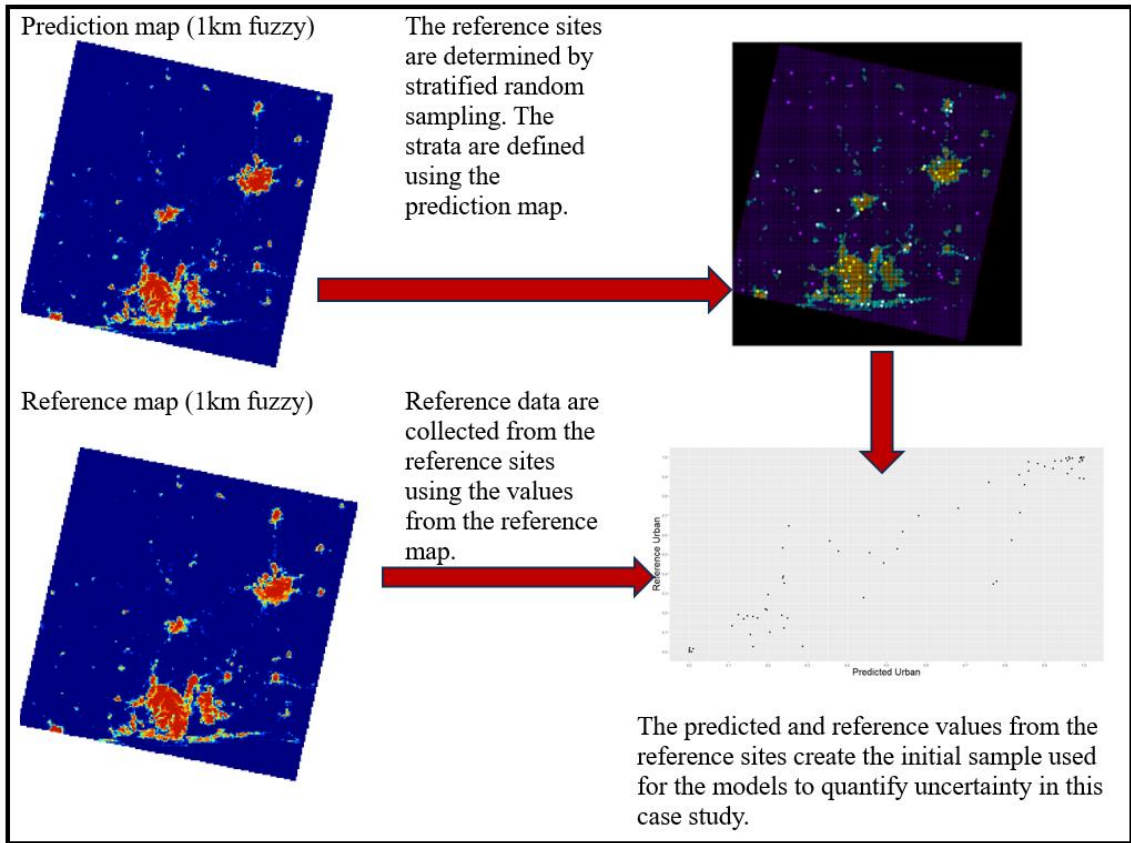 Prediction map (1km fuzzy)
The reference sites
are determined by
stratified random
sampling. The
strata are defined
using the
prediction map.
Reference map (1km fuzzy)
Reference data are
collected from the
reference sites
using the values
from the reference
map.
Reference Urban
Predicted Urban
The predicted and reference values from the
reference sites create the initial sample used
for the models to quantify uncertainty in this
case study.